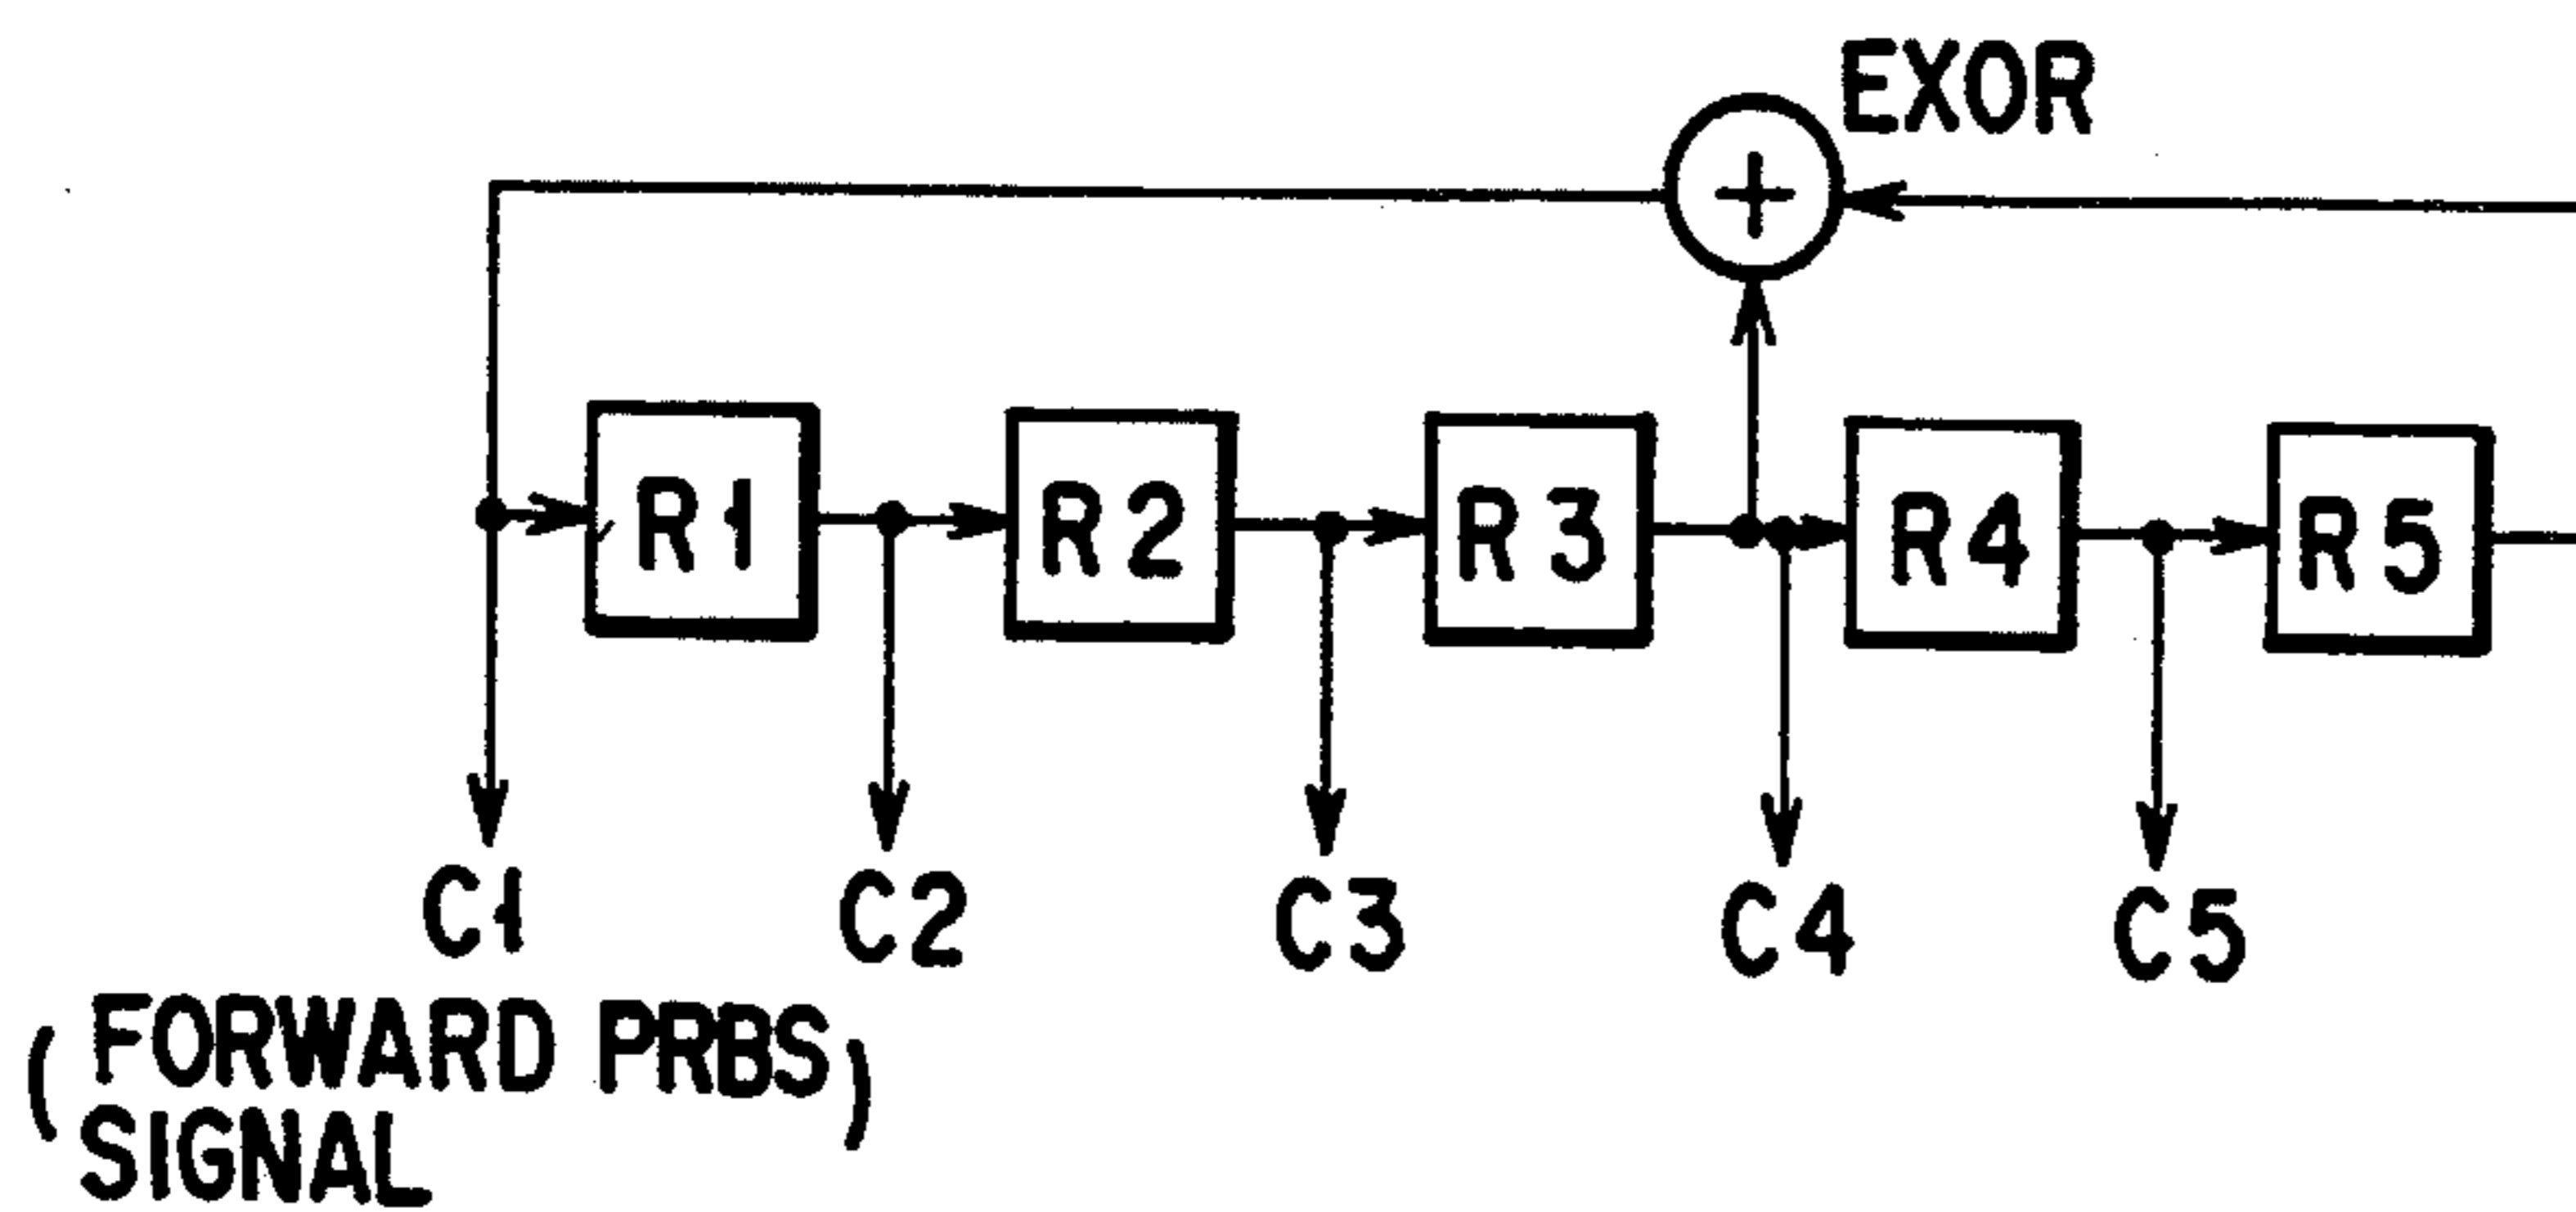 EXOR
+
R1 R2 R3 R4 R5
C1 C2 C3 C4 C5
(FORWARD PRBS
SIGNAL)